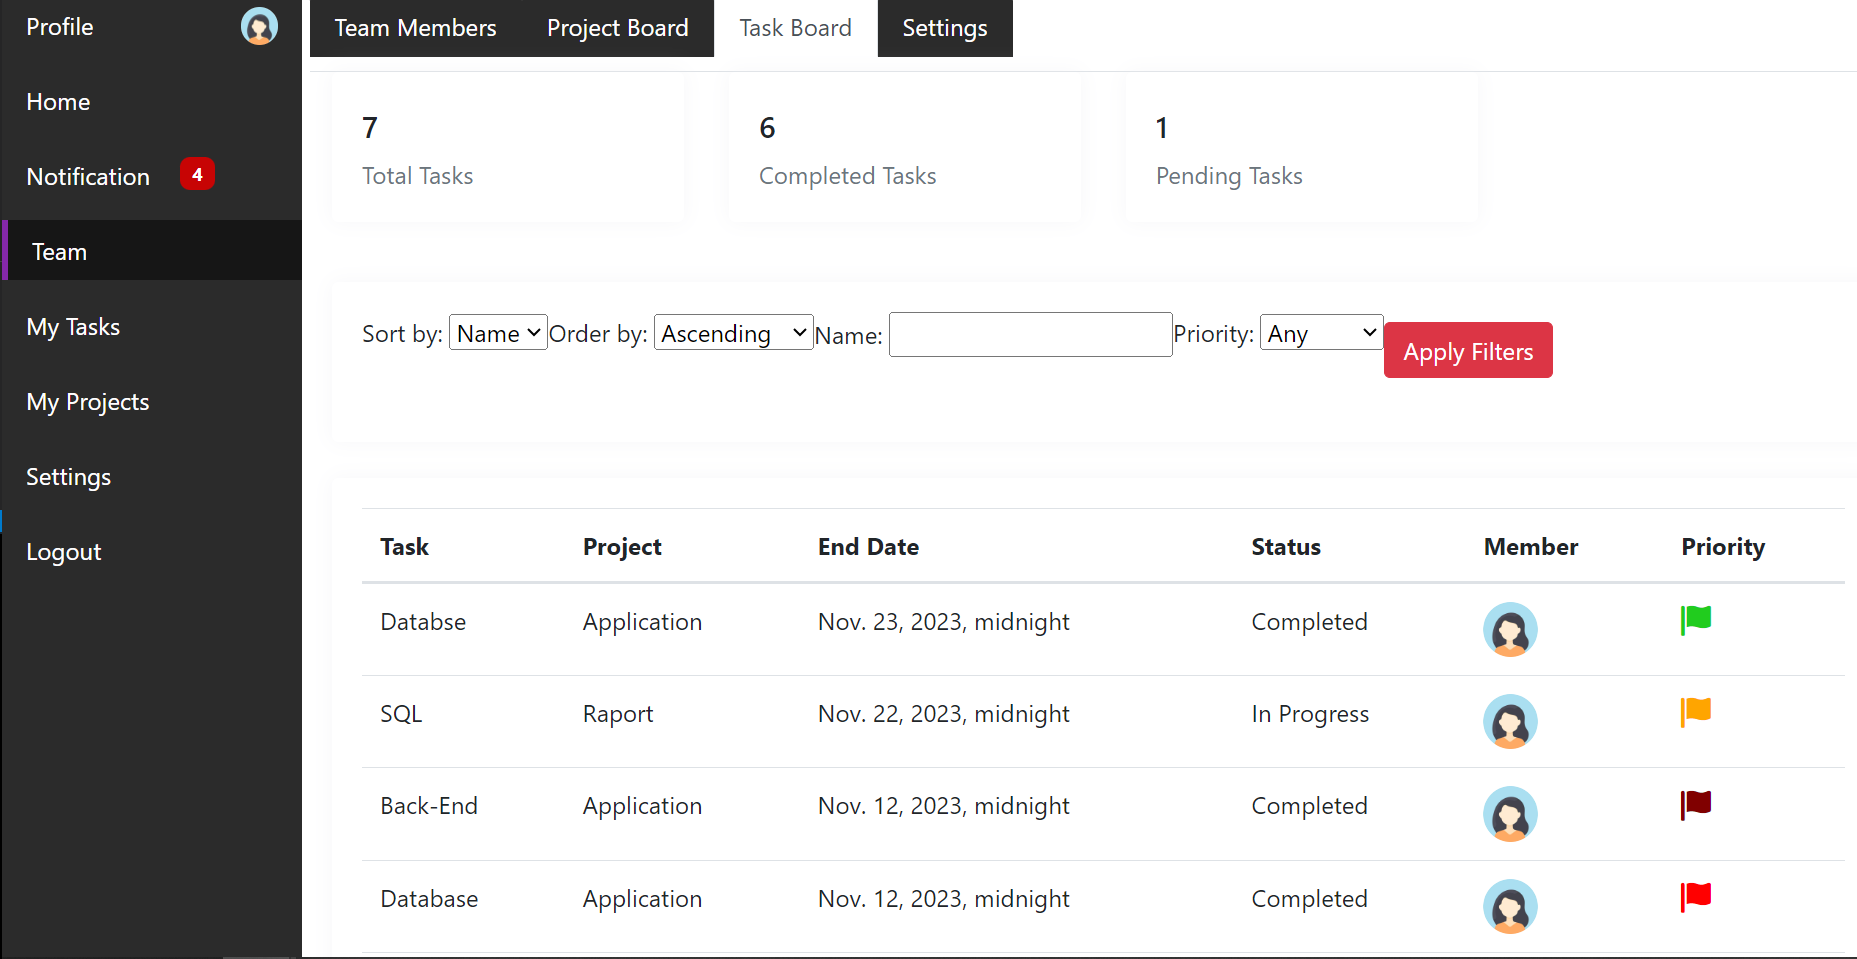 Profile
Home
Notification 4
Team
My Tasks
My Projects
Settings
Logout
Team Members Project Board Task Board Settings
7
Total Tasks
6
Completed Tasks
1
Pending Tasks
Sort by: Name Order by: Ascending Name: Priority: Any Apply Filters
Task Project End Date Status Member Priority
Databse Application Nov. 23, 2023, midnight Completed
SQL Raport Nov. 22, 2023, midnight In Progress
Back-End Application Nov. 12, 2023, midnight Completed
Database Application Nov. 12, 2023, midnight Completed